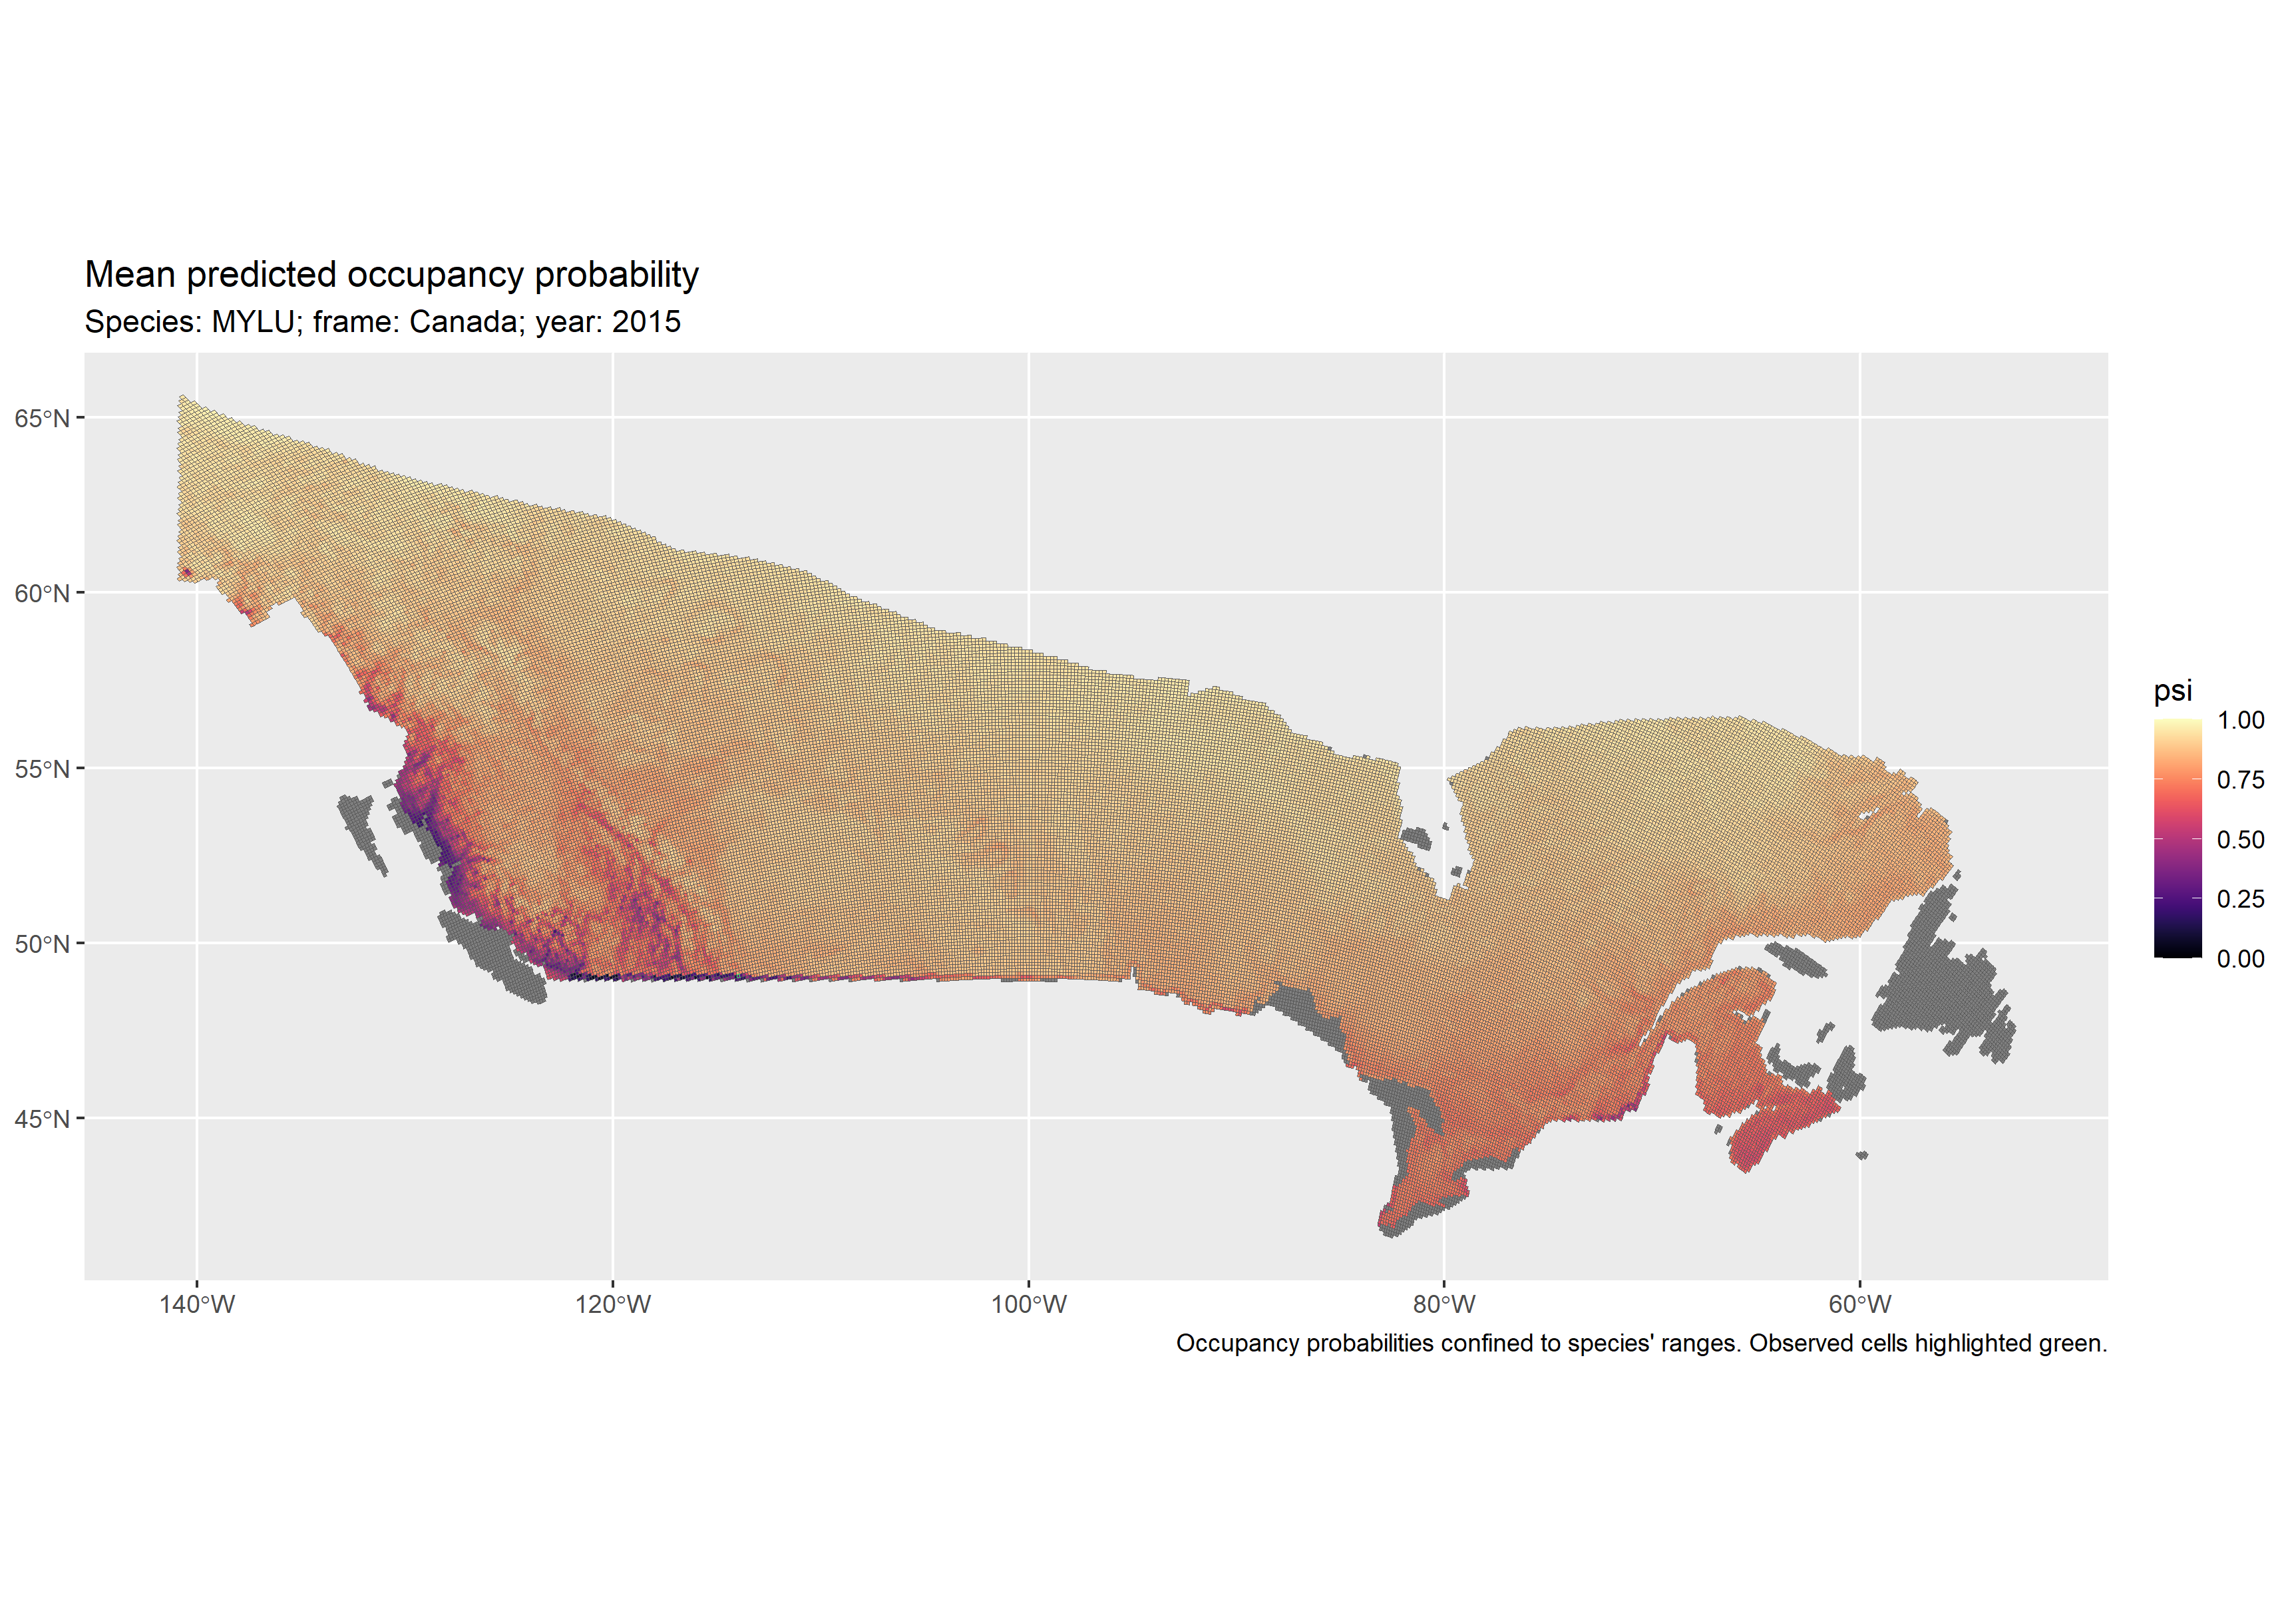 Mean predicted occupancy probability
Species: MYLU; frame: Canada; year: 2015
65°N
60°N
55°N
50°N
45°N
140°W
120°W
100°W
80°W
60°W
psi
1.00
0.75
0.50
0.25
0.00
Occupancy probabilities confined to species' ranges. Observed cells highlighted green.